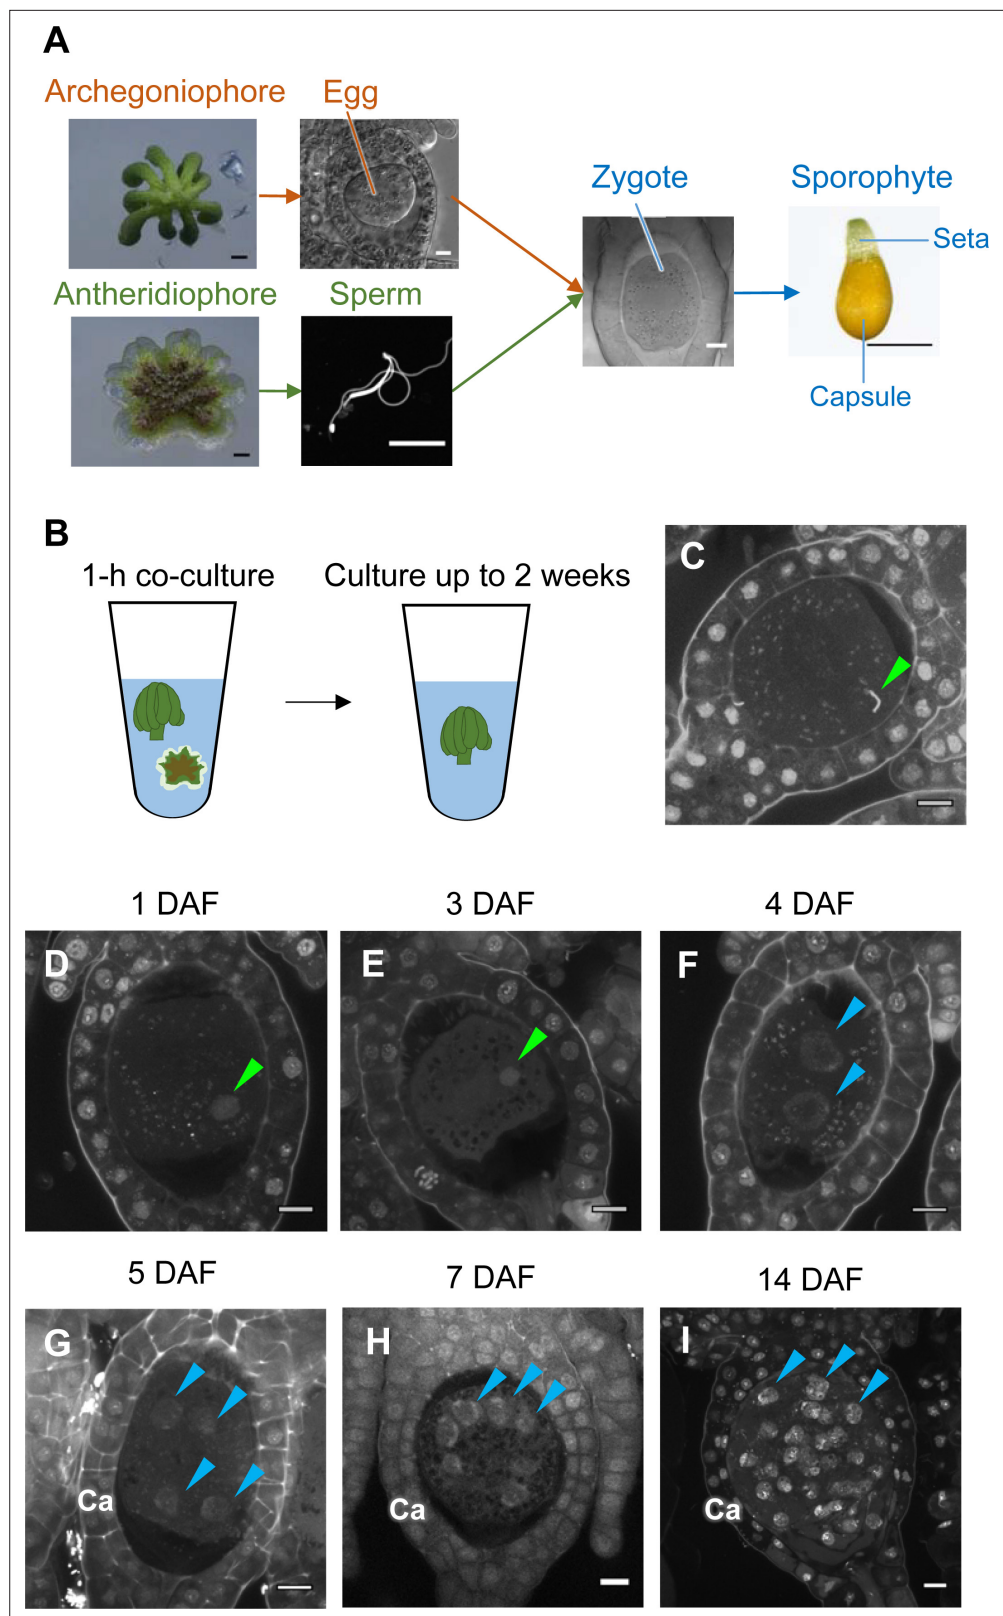 A
Archegoniophore
Egg
Zygote
Sporophyte
Seta
Antheridiophore
Sperm
Capsule
B
1-h co-culture
Culture up to 2 weeks
C
1 DAF
3 DAF
4 DAF
D
E
F
5 DAF
7 DAF
14 DAF
G
H
I
Ca
Ca
Ca